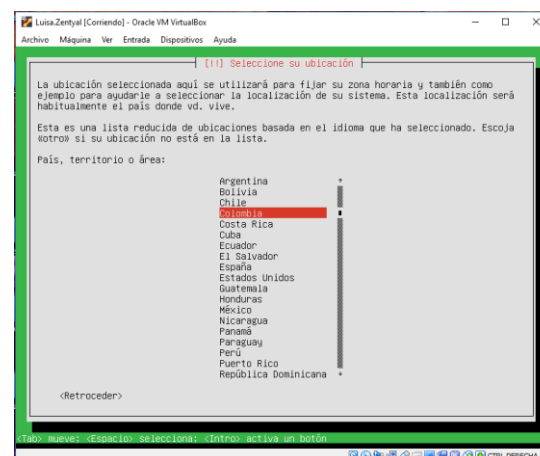 Luisa.Zentyal [Corriendo] - Oracle VM VirtualBox
Archivo Máquina Ver Entrada Dispositivos Ayuda
[!!] Seleccione su ubicación
La ubicación seleccionada aquí se utilizará para fijar su zona horaria y también como
ejemplo para ayudarle a seleccionar la localización de su sistema. Esta localización será
habitualmente el país donde vd. vive.
Esta es una lista reducida de ubicaciones basada en el idioma que ha seleccionado. Escoja
«otro» si su ubicación no está en la lista.
País, territorio o área:
Argentina
Bolivia
Chile
Colombia
Costa Rica
Cuba
Ecuador
El Salvador
España
Estados Unidos
Guatemala
Honduras
México
Nicaragua
Panamá
Paraguay
Perú
Puerto Rico
República Dominicana
<Retroceder>
<Tab> mueve; <Espacio> selecciona; <Intro> activa un botón
CTRL DERECHA